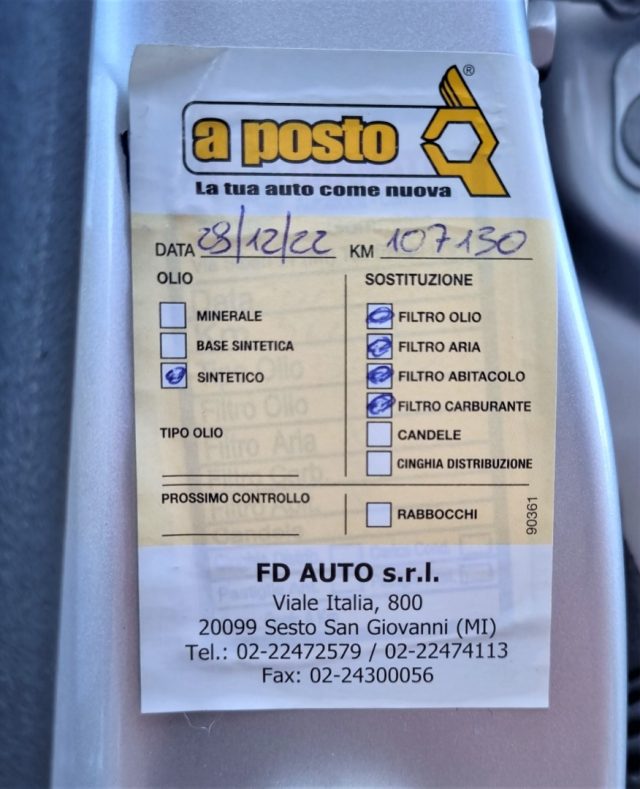 ®
a posto
La tua auto come nuova
DATA 28/12/22 KM 107130
OLIO
SOSTITUZIONE
MINERALE
FILTRO OLIO
BASE SINTETICA
FILTRO ARIA
SINTETICO
FILTRO ABITACOLO
FILTRO CARBURANTE
TIPO OLIO
CANDELE
CINGHIA DISTRIBUZIONE
PROSSIMO CONTROLLO
RABBOCCHI
90361
FD AUTO s.r.l.
Viale Italia, 800
20099 Sesto San Giovanni (MI)
Tel.: 02-22472579 / 02-22474113
Fax: 02-24300056